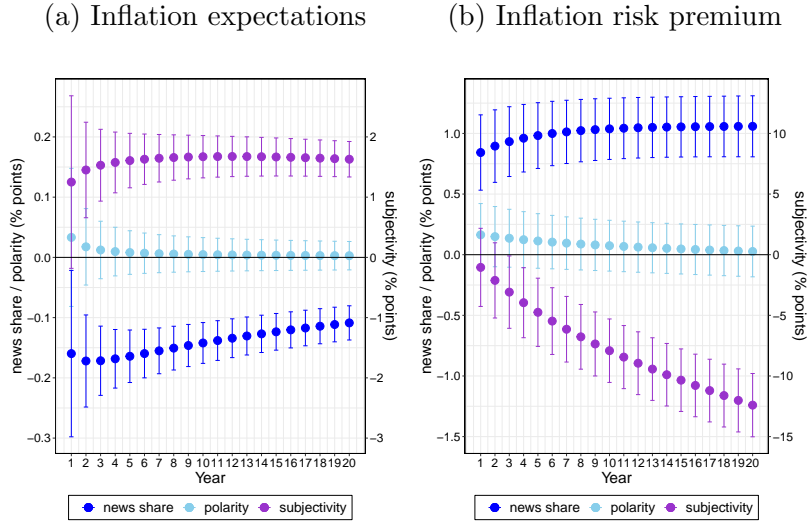 (a) Inflation expectations
(b) Inflation risk premium
news share / polarity (% points)
0.2
0.1
0.0
−0.1
−0.2
−0.3
2
1
0
−1
−2
−3
subjectivity (% points)
1 2 3 4 5 6 7 8 9 10 11 12 13 14 15 16 17 18 19 20
Year
news share polarity subjectivity
news share / polarity (% points)
1.0
0.5
0.0
−0.5
−1.0
−1.5
10
5
0
−5
−10
−15
subjectivity (% points)
1 2 3 4 5 6 7 8 9 10 11 12 13 14 15 16 17 18 19 20
Year
news share polarity subjectivity